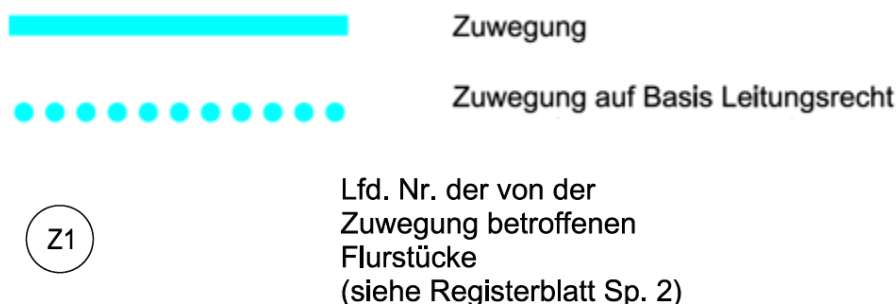 Zuwegung
Zuwegung auf Basis Leitungsrecht
Z1
Lfd. Nr. der von der
Zuwegung betroffenen
Flurstücke
(siehe Registerblatt Sp. 2)